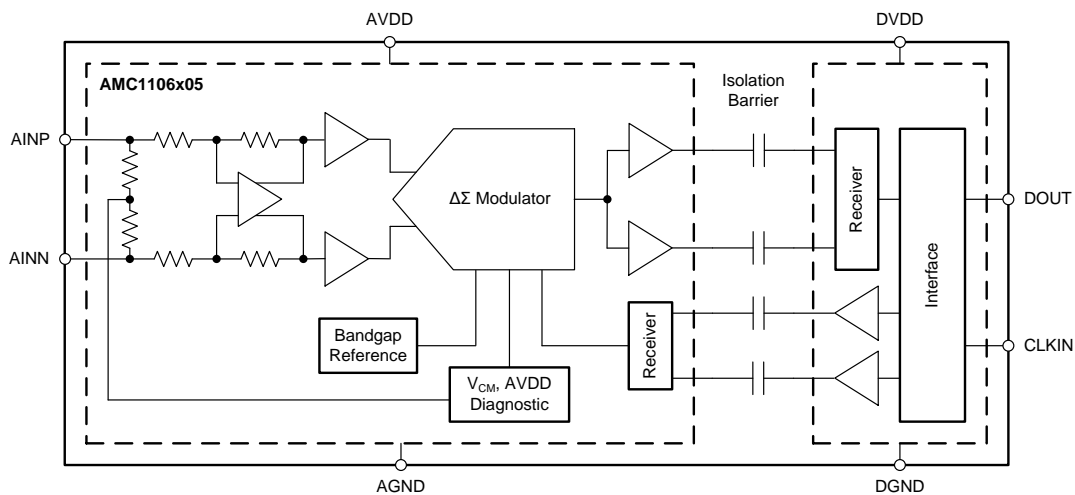 AVDD
DVDD
AMC1106x05
Isolation
Barrier
AINP
ΔΣ Modulator
Receiver
DOUT
AINN
Interface
Bandgap
Reference
Receiver
CLKIN
VCM, AVDD
Diagnostic
AGND
DGND